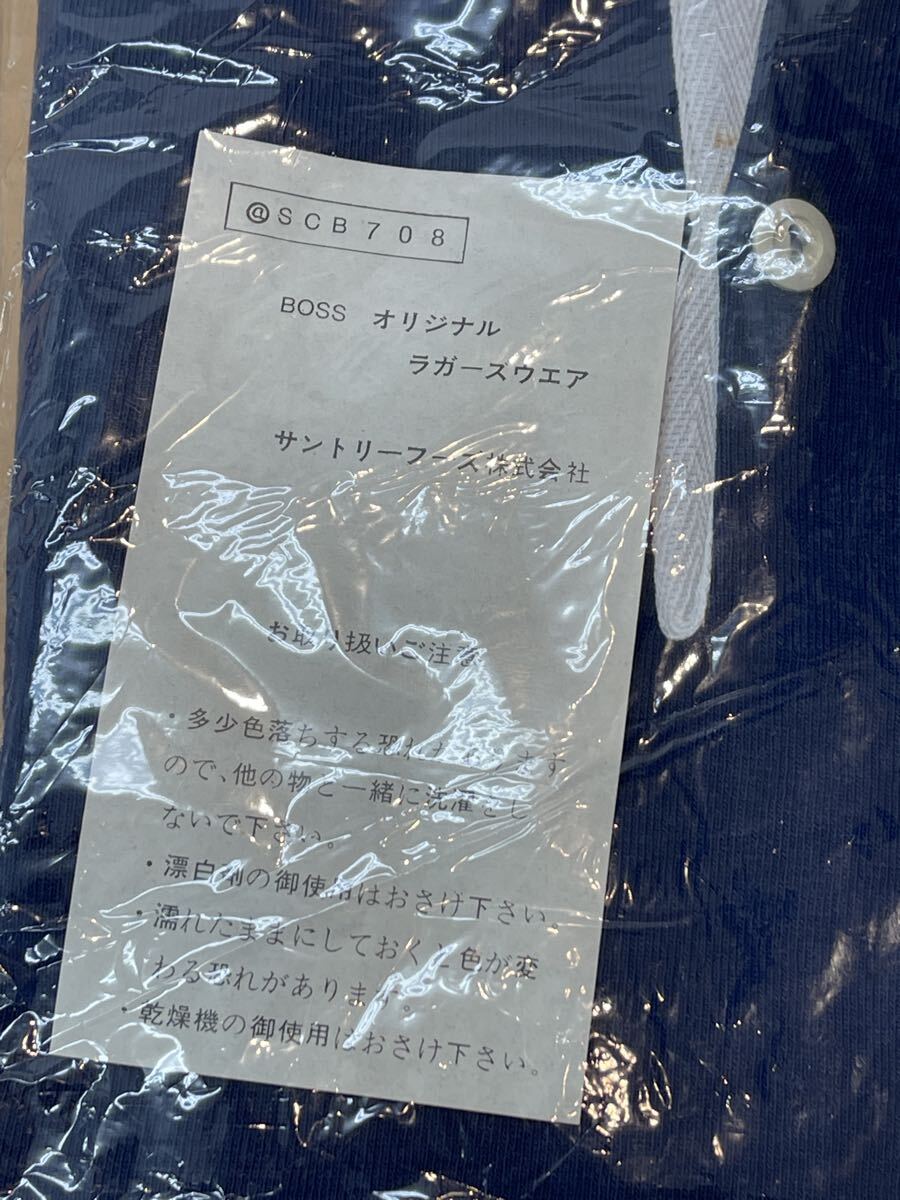 @SCB708
BOSS オリジナル
ラガーズウエア
サントリーフーズ株式会社
お取り扱いご注意
・多少色落ちする恐れがあります
ので、他の物と一緒に洗濯をし
ないで下さい。
・漂白剤の御使用はおさけ下さい
・濡れたままにしておくと色が変
わる恐れがあります。
・乾燥機の御使用はおさけ下さい。